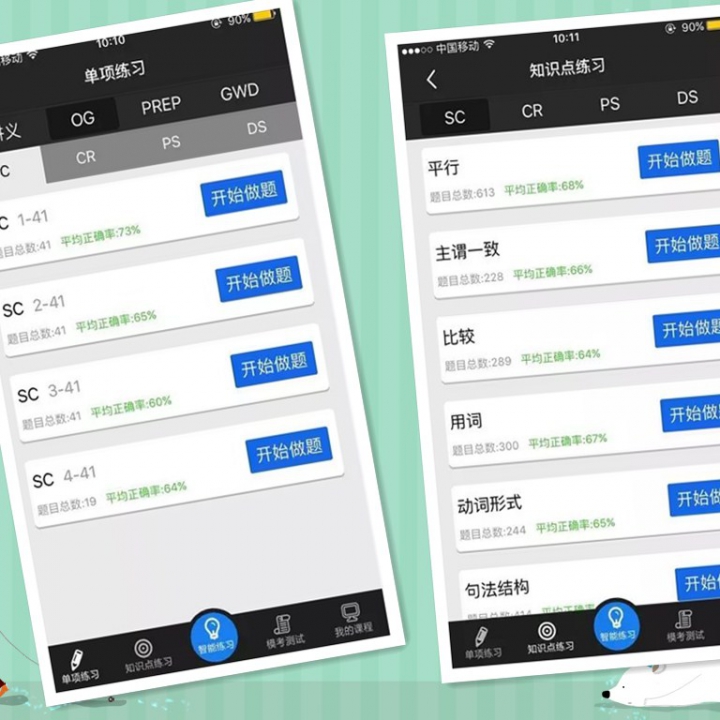 移动
10:10
90%
单项练习
讲义
OG
PREP
GWD
SC
CR
PS
DS
SC 1-41
题目总数:41 平均正确率:73%
开始做题
SC 2-41
题目总数:41 平均正确率:65%
开始做题
SC 3-41
题目总数:41 平均正确率:60%
开始做题
SC 4-41
题目总数:19 平均正确率:64%
开始做题
单项练习
知识点练习
智能练习
模考测试
我的课程
中国移动
10:11
90%
知识点练习
SC
CR
PS
DS
平行
题目总数:613 平均正确率:68%
开始做题
主谓一致
题目总数:228 平均正确率:66%
开始做题
比较
题目总数:289 平均正确率:64%
开始做题
用词
题目总数:300 平均正确率:67%
开始做
动词形式
题目总数:244 平均正确率:65%
开始
句法结构
题目总数:414 平均正确率
开始
单项练习
知识点练习
智能练习
模考测试